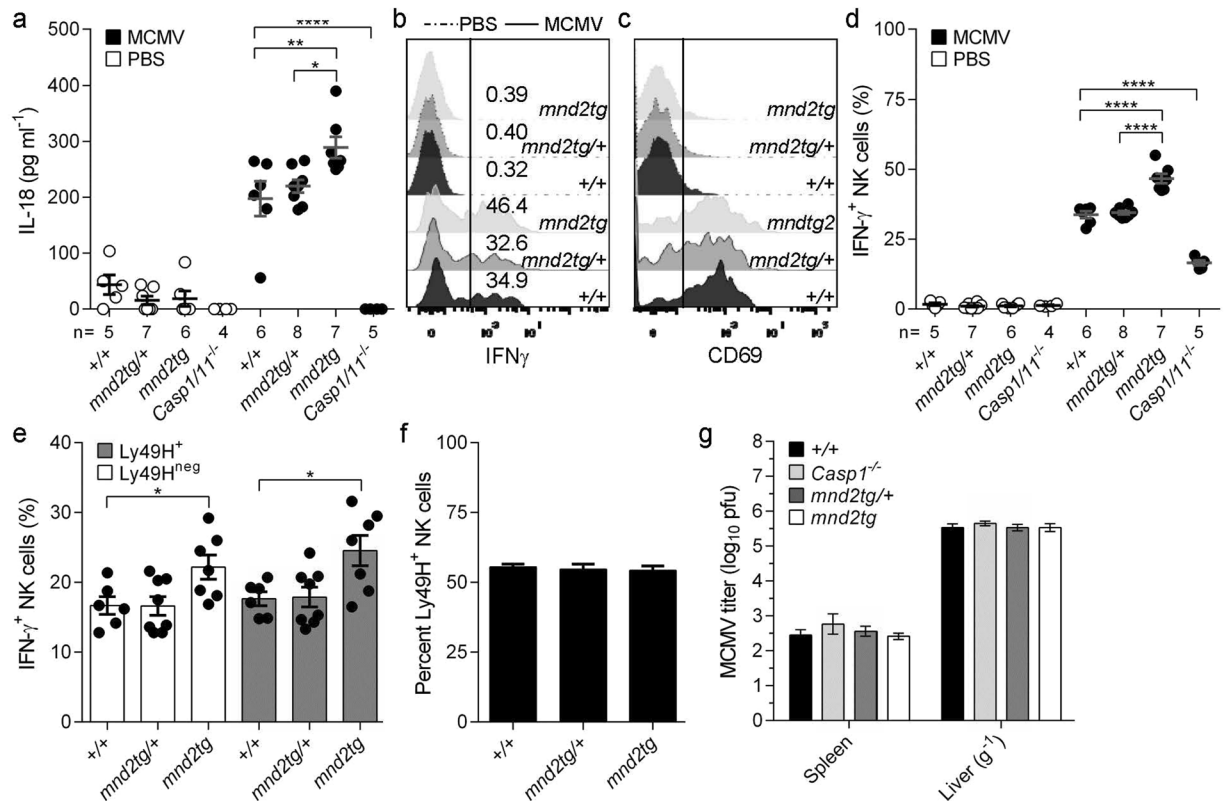 a
****
**
*
MCMV
PBS
500
400
300
200
100
0
IL-18 (pg ml⁻¹)
n= 5 7 6 4 6 8 7 5
+/+
mnd2tg/+
mnd2tg
Casp1/11⁻/⁻
+/+
mnd2tg/+
mnd2tg
Casp1/11⁻/⁻
b
PBS MCMV
0.39 mnd2tg
0.40 mnd2tg/+
0.32 +/+
46.4 mnd2tg
32.6 mnd2tg/+
34.9 +/+
0
IFNγ
c
mnd2tg
mnd2tg/+
+/+
mndtg2
mnd2tg/+
+/+
0
CD69
d
MCMV
PBS
****
****
****
100
75
50
25
0
IFN-γ⁺ NK cells (%)
n= 5 7 6 4 6 8 7 5
+/+
mnd2tg/+
mnd2tg
Casp1/11⁻/⁻
+/+
mnd2tg/+
mnd2tg
Casp1/11⁻/⁻
e
Ly49H⁺
Ly49Hⁿᵉᵍ
*
*
40
30
20
10
0
IFN-γ⁺ NK cells (%)
+/+
mnd2tg/+
mnd2tg
+/+
mnd2tg/+
mnd2tg
f
100
75
50
25
0
Percent Ly49H⁺ NK cells
+/+
mnd2tg/+
mnd2tg
g
+/+
Casp1⁻/⁻
mnd2tg/+
mnd2tg
8
7
6
5
4
3
2
1
0
MCMV titer (log₁₀ pfu)
Spleen
Liver (g⁻¹)